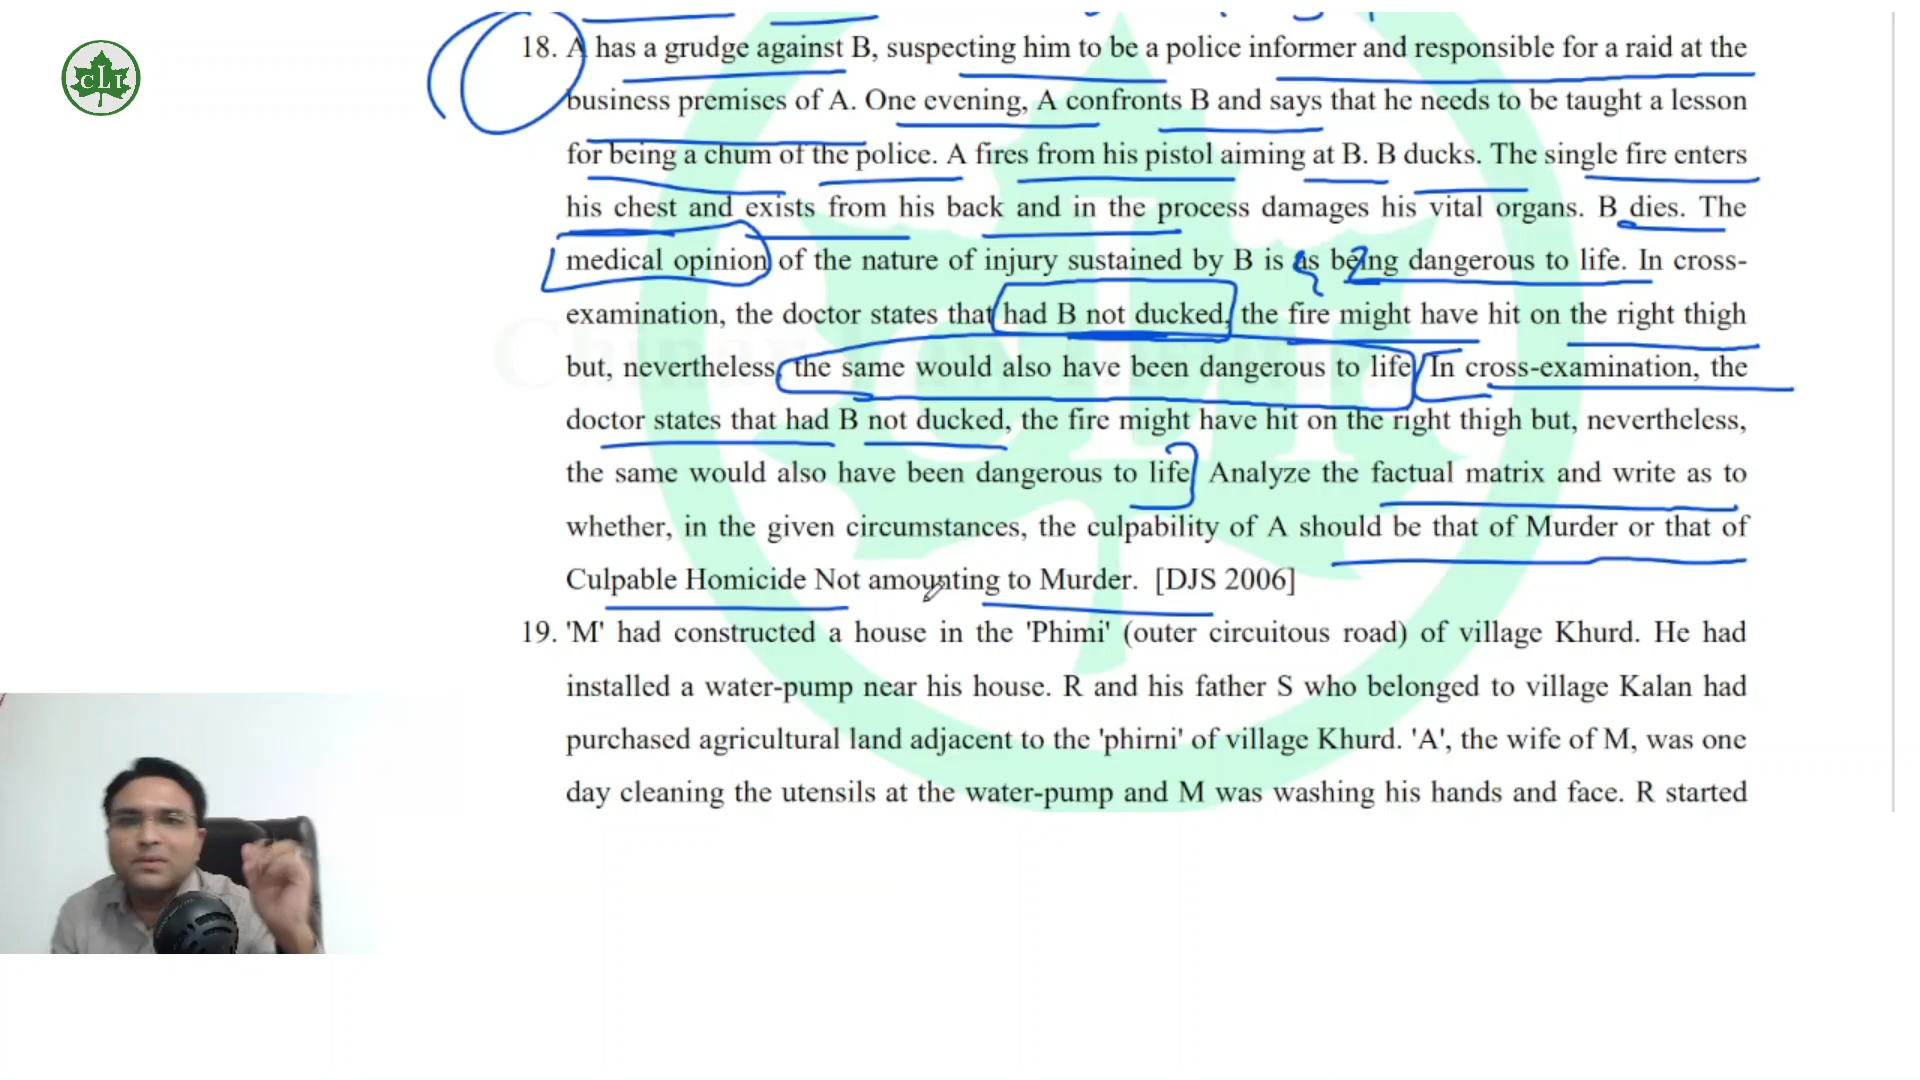 CLI
18. A has a grudge against B, suspecting him to be a police informer and responsible for a raid at the
business premises of A. One evening, A confronts B and says that he needs to be taught a lesson
for being a chum of the police. A fires from his pistol aiming at B. B ducks. The single fire enters
his chest and exists from his back and in the process damages his vital organs. B dies. The
medical opinion of the nature of injury sustained by B is as being dangerous to life. In cross-
examination, the doctor states that had B not ducked, the fire might have hit on the right thigh
but, nevertheless, the same would also have been dangerous to life. In cross-examination, the
doctor states that had B not ducked, the fire might have hit on the right thigh but, nevertheless,
the same would also have been dangerous to life. Analyze the factual matrix and write as to
whether, in the given circumstances, the culpability of A should be that of Murder or that of
Culpable Homicide Not amounting to Murder. [DJS 2006]
19. 'M' had constructed a house in the 'Phimi' (outer circuitous road) of village Khurd. He had
installed a water-pump near his house. R and his father S who belonged to village Kalan had
purchased agricultural land adjacent to the 'phirni' of village Khurd. 'A', the wife of M, was one
day cleaning the utensils at the water-pump and M was washing his hands and face. R started